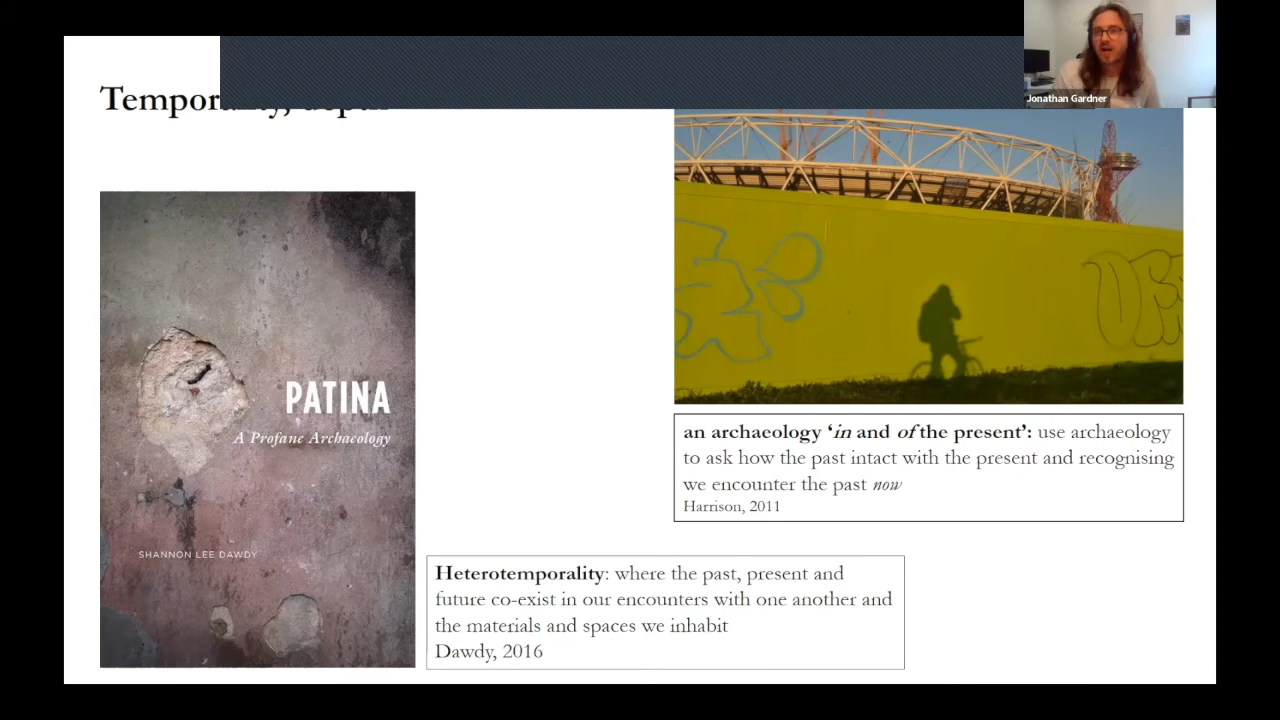 Jonathan Gardner
Temporality, depth
PATINA
A Profane Archaeology
SHANNON LEE DAWDY
an archaeology ‘in and of the present’: use archaeology
to ask how the past intact with the present and recognising
we encounter the past now
Harrison, 2011
Heterotemporality: where the past, present and
future co-exist in our encounters with one another and
the materials and spaces we inhabit
Dawdy, 2016